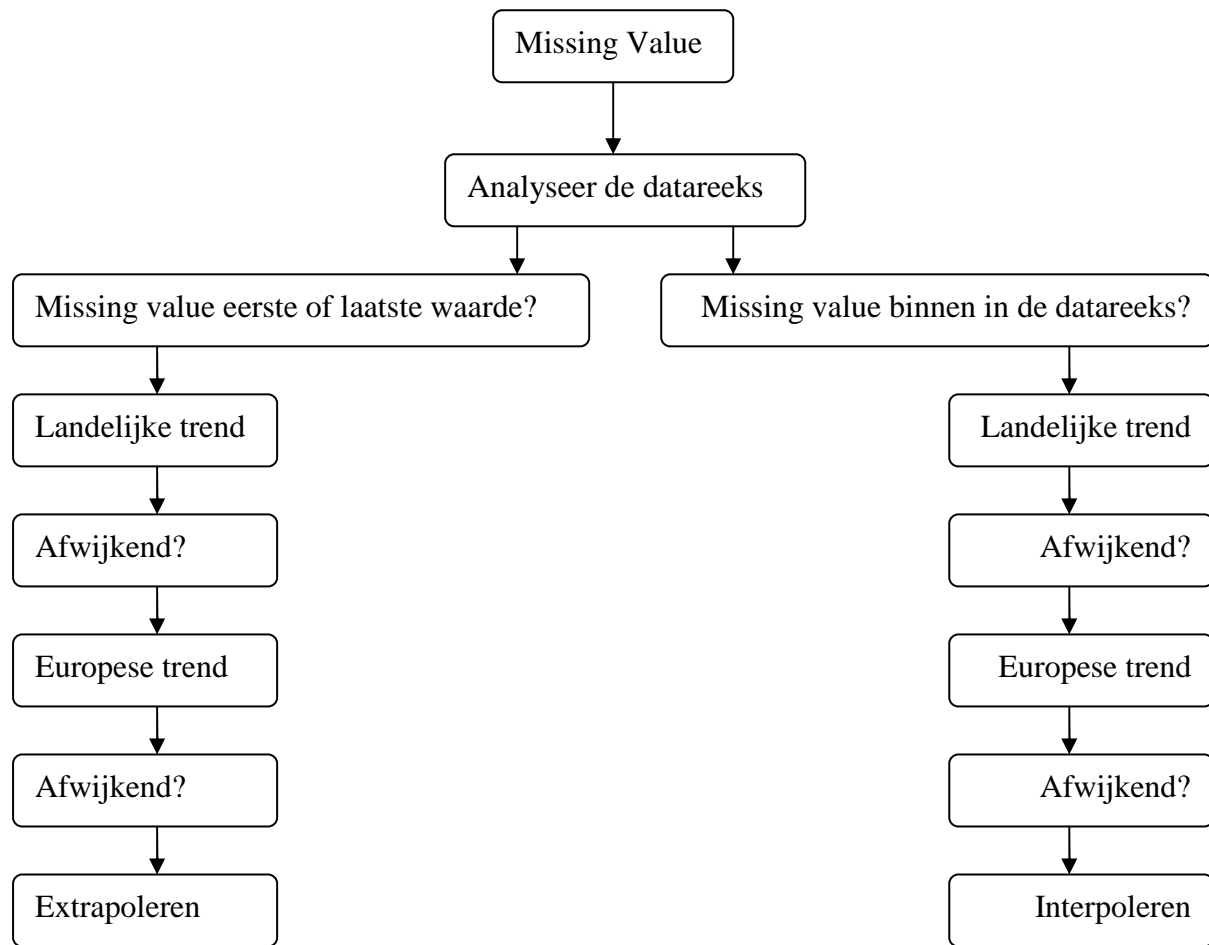 Missing Value
Analyseer de datareeks
Missing value eerste of laatste waarde?
Missing value binnen in de datareeks?
Landelijke trend
Landelijke trend
Afwijkend?
Afwijkend?
Europese trend
Europese trend
Afwijkend?
Afwijkend?
Extrapoleren
Interpoleren